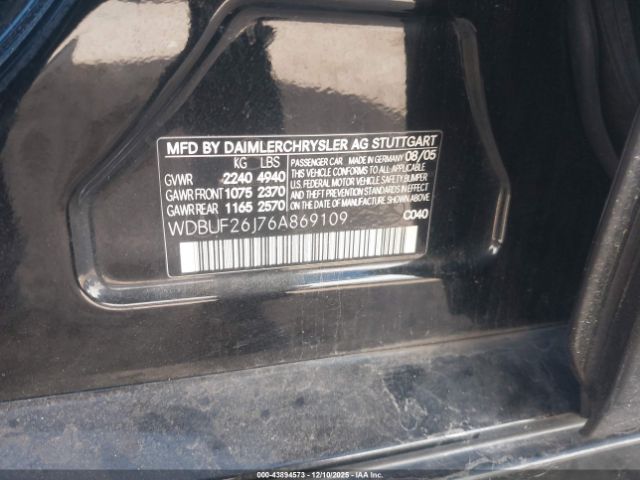 MFD BY DAIMLERCHRYSLER AG STUTTGART
KG LBS
GVWR 2240 4940
GAWR FRONT 1075 2370
GAWR REAR 1165 2570
PASSENGER CAR MADE IN GERMANY 08/05
THIS VEHICLE CONFORMS TO ALL APPLICABLE
U.S. FEDERAL MOTOR VEHICLE SAFETY, BUMPER
AND THEFT PREVENTION STANDARDS IN EFFECT
ON THE DATE OF MANUFACTURE SHOWN ABOVE.
WDBUF26J76A869109
C040
000-43894573 - 12/10/2025 - IAAI.COM